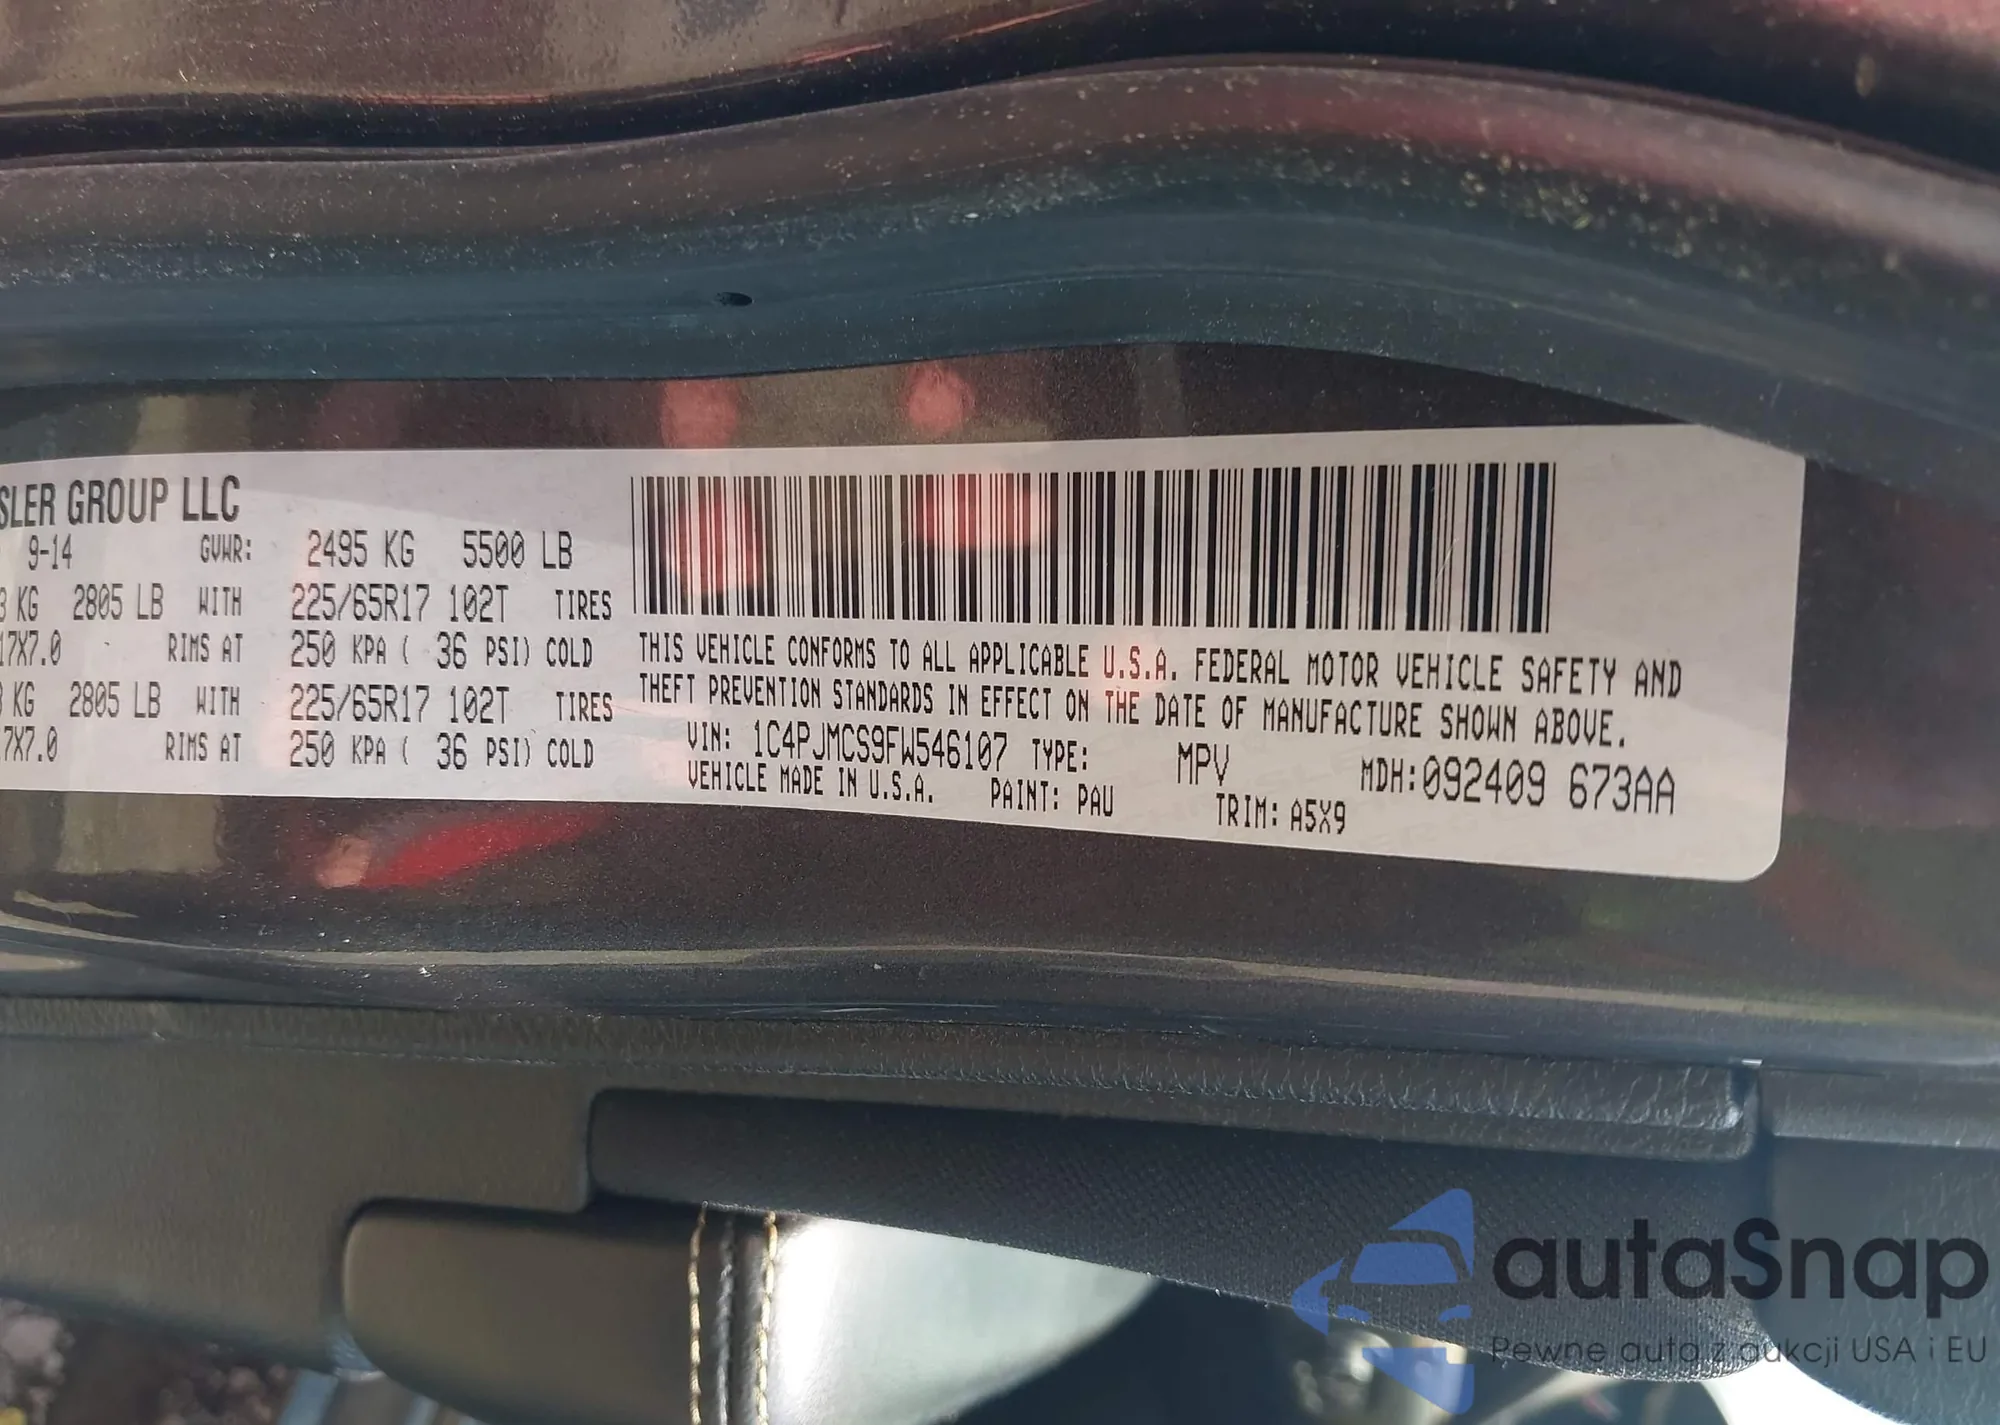 SLER GROUP LLC
9-14 GVWR: 2495 KG 5500 LB
KG 2805 LB WITH 225/65R17 102T TIRES
17X7.0 RIMS AT 250 KPA ( 36 PSI) COLD
KG 2805 LB WITH 225/65R17 102T TIRES
7X7.0 RIMS AT 250 KPA ( 36 PSI) COLD
THIS VEHICLE CONFORMS TO ALL APPLICABLE U.S.A. FEDERAL MOTOR VEHICLE SAFETY AND
THEFT PREVENTION STANDARDS IN EFFECT ON THE DATE OF MANUFACTURE SHOWN ABOVE.
VIN: 1C4PJMCS9FW546107 TYPE: MPV MDH:092409 673AA
VEHICLE MADE IN U.S.A. PAINT: PAU TRIM: A5X9
autaSnap
Pewne auta z aukcji USA i EU